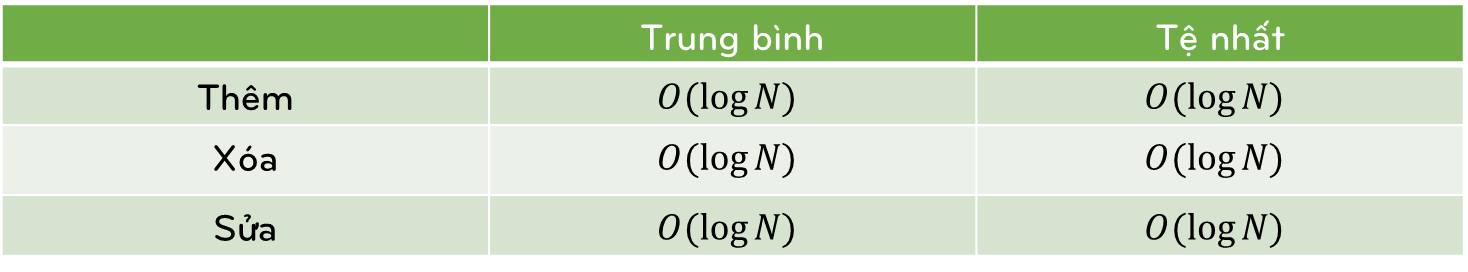 Trung bình Tệ nhất
Thêm O(log N) O(log N)
Xóa O(log N) O(log N)
Sửa O(log N) O(log N)